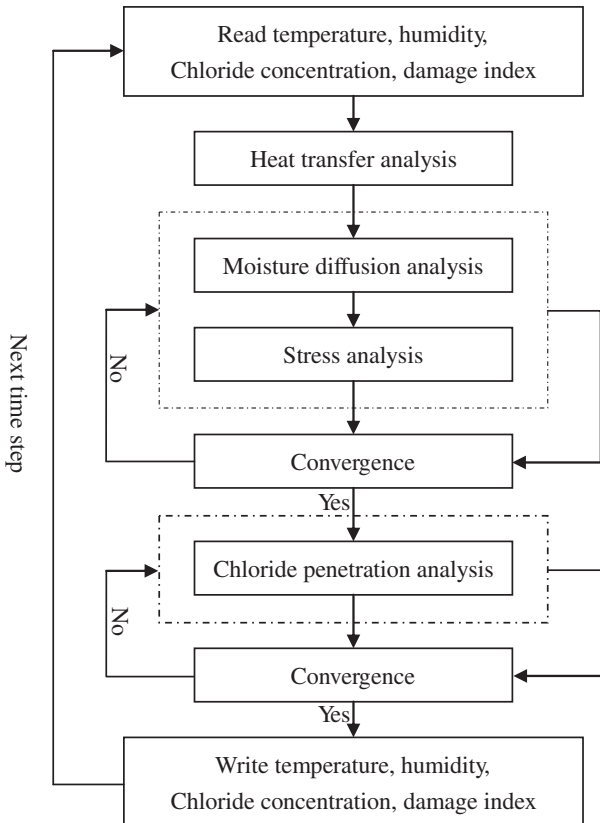 Read temperature, humidity,
Chloride concentration, damage index
Heat transfer analysis
Moisture diffusion analysis
Stress analysis
No
Next time step
Convergence
Yes
Chloride penetration analysis
No
Convergence
Yes
Write temperature, humidity,
Chloride concentration, damage index